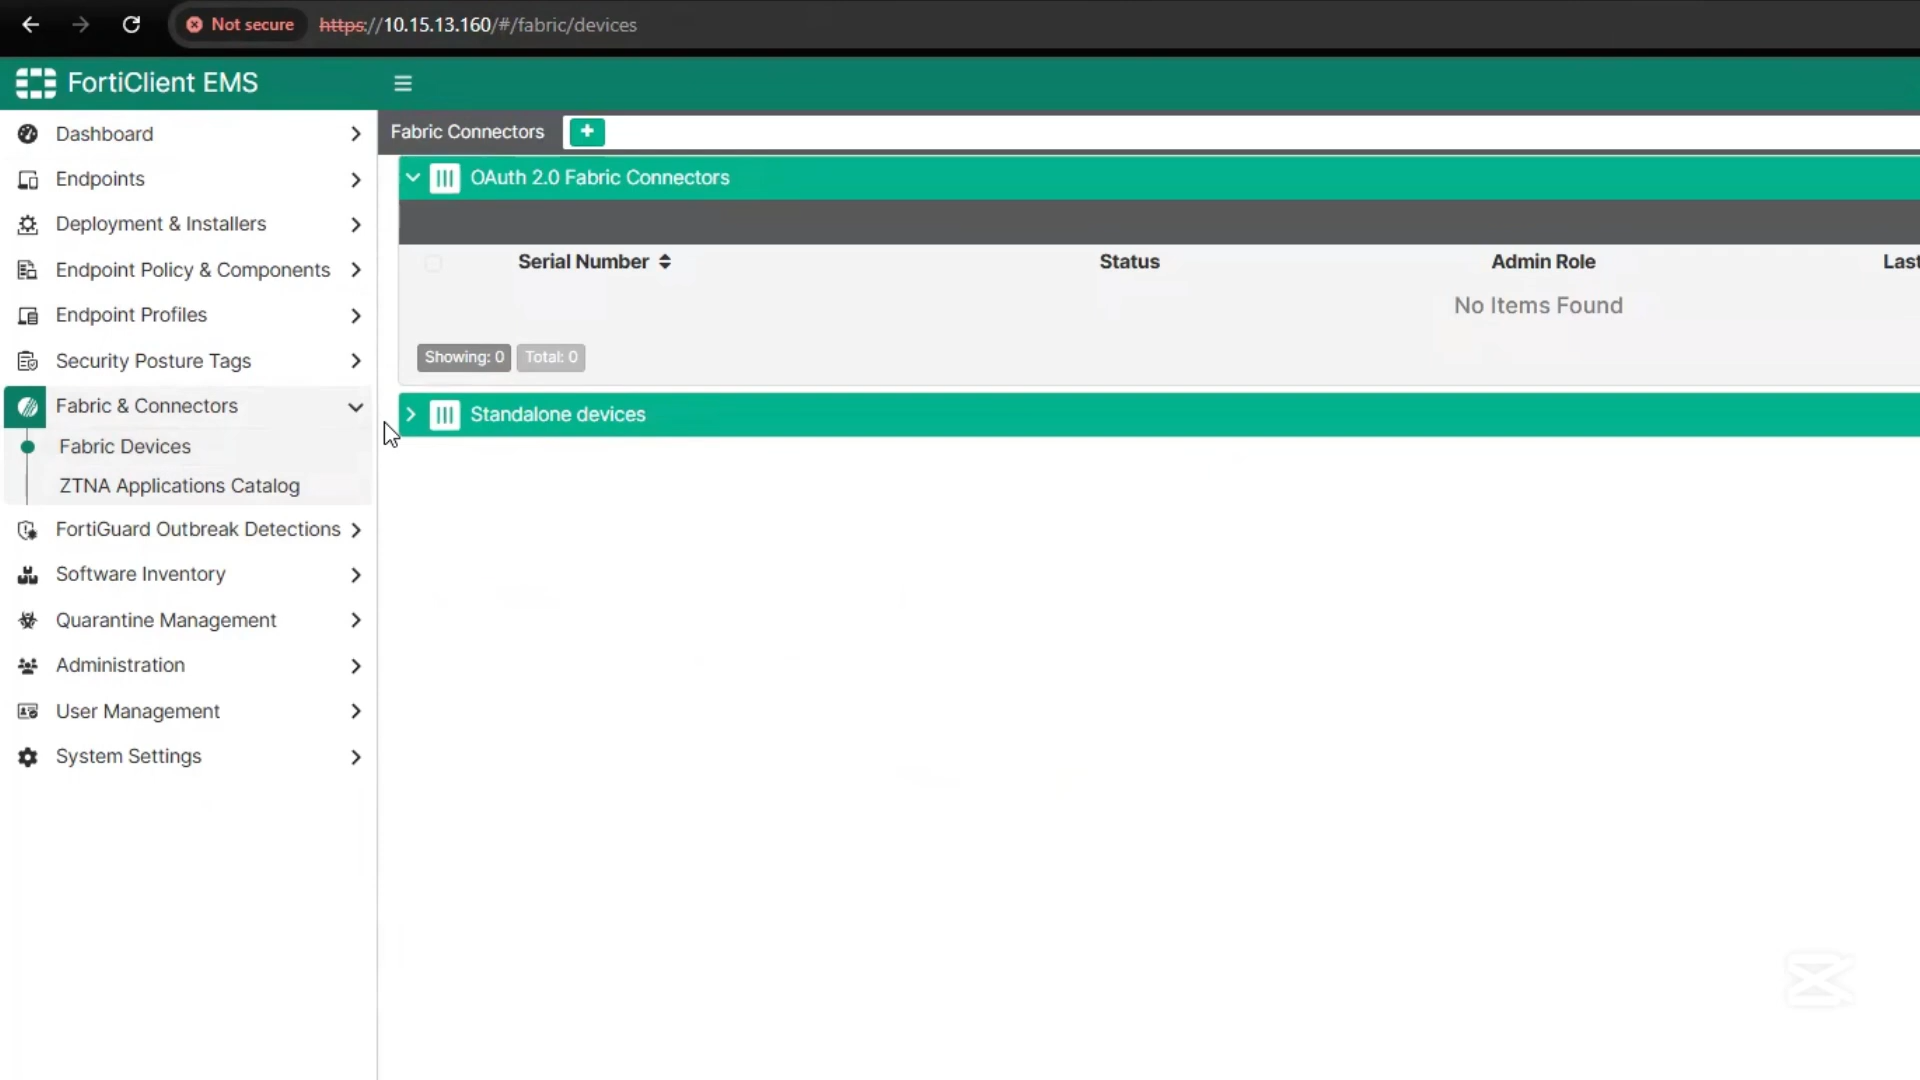 Not secure https://10.15.13.160/#/fabric/devices
FortiClient EMS
Dashboard
Endpoints
Deployment & Installers
Endpoint Policy & Components
Endpoint Profiles
Security Posture Tags
Fabric & Connectors
Fabric Devices
ZTNA Applications Catalog
FortiGuard Outbreak Detections
Software Inventory
Quarantine Management
Administration
User Management
System Settings
Fabric Connectors
OAuth 2.0 Fabric Connectors
Serial Number Status Admin Role Last
No Items Found
Showing: 0 Total: 0
Standalone devices